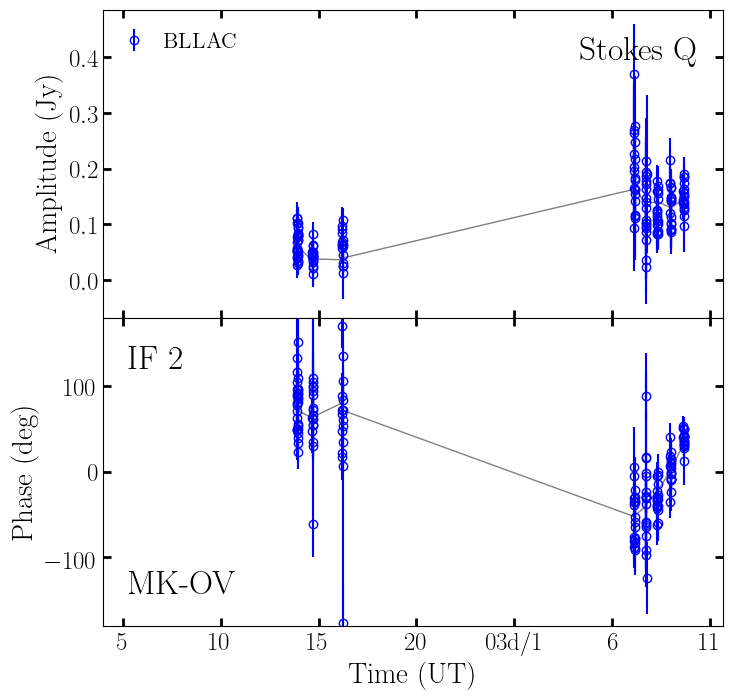 BLLAC
Stokes Q
0.4
0.3
0.2
0.1
0.0
Amplitude (Jy)
IF 2
100
0
−100
Phase (deg)
MK-OV
5 10 15 20 03d/1 6 11
Time (UT)